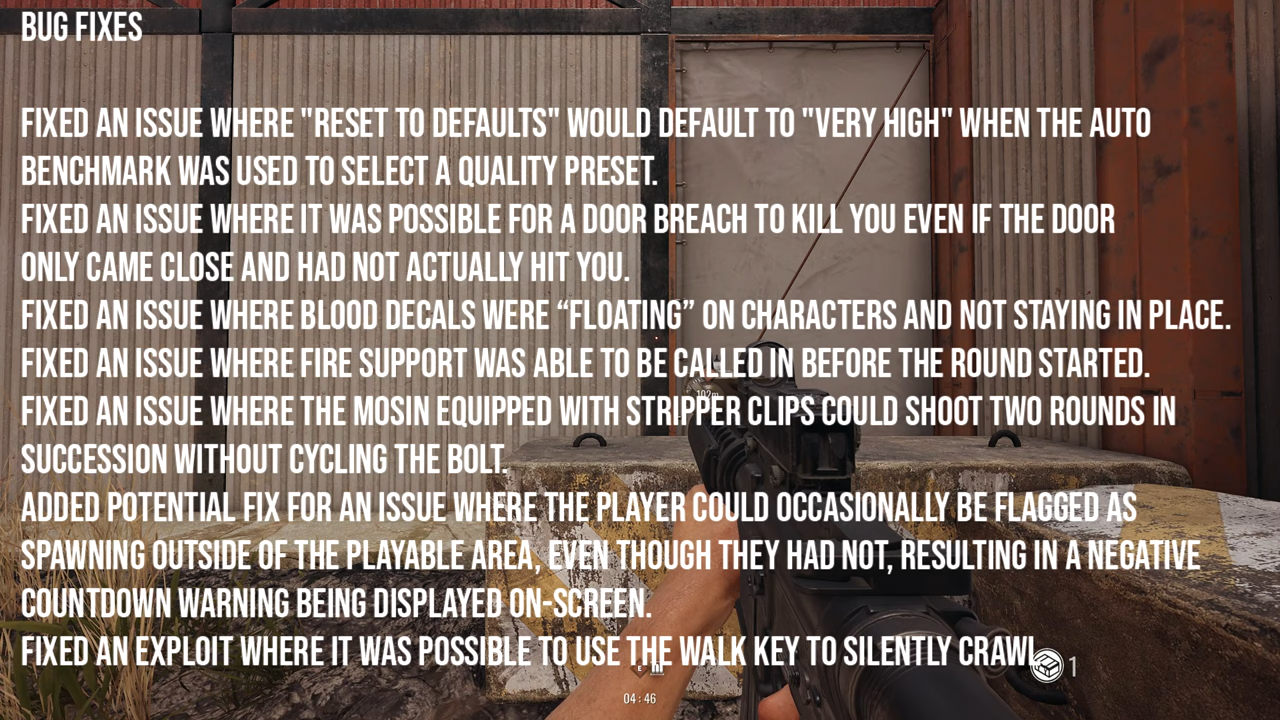 BUG FIXES
FIXED AN ISSUE WHERE "RESET TO DEFAULTS" WOULD DEFAULT TO "VERY HIGH" WHEN THE AUTO
BENCHMARK WAS USED TO SELECT A QUALITY PRESET.
FIXED AN ISSUE WHERE IT WAS POSSIBLE FOR A DOOR BREACH TO KILL YOU EVEN IF THE DOOR
ONLY CAME CLOSE AND HAD NOT ACTUALLY HIT YOU.
FIXED AN ISSUE WHERE BLOOD DECALS WERE “FLOATING” ON CHARACTERS AND NOT STAYING IN PLACE.
FIXED AN ISSUE WHERE FIRE SUPPORT WAS ABLE TO BE CALLED IN BEFORE THE ROUND STARTED.
102m
FIXED AN ISSUE WHERE THE MOSIN EQUIPPED WITH STRIPPER CLIPS COULD SHOOT TWO ROUNDS IN
SUCCESSION WITHOUT CYCLING THE BOLT.
ADDED POTENTIAL FIX FOR AN ISSUE WHERE THE PLAYER COULD OCCASIONALLY BE FLAGGED AS
SPAWNING OUTSIDE OF THE PLAYABLE AREA, EVEN THOUGH THEY HAD NOT, RESULTING IN A NEGATIVE
COUNTDOWN WARNING BEING DISPLAYED ON-SCREEN.
FIXED AN EXPLOIT WHERE IT WAS POSSIBLE TO USE THE WALK KEY TO SILENTLY CRAWL
E
1
04:46